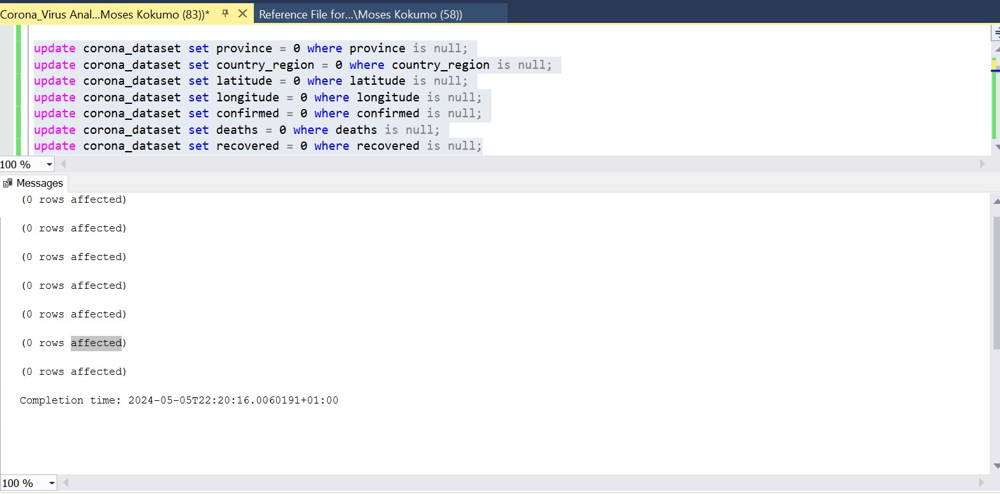 Corona_Virus Anal...Moses Kokumo (83))*
Reference File for...\Moses Kokumo (58))
update corona_dataset set province = 0 where province is null;
update corona_dataset set country_region = 0 where country_region is null;
update corona_dataset set latitude = 0 where latitude is null;
update corona_dataset set longitude = 0 where longitude is null;
update corona_dataset set confirmed = 0 where confirmed is null;
update corona_dataset set deaths = 0 where deaths is null;
update corona_dataset set recovered = 0 where recovered is null;
100 %
Messages
(0 rows affected)
(0 rows affected)
(0 rows affected)
(0 rows affected)
(0 rows affected)
(0 rows affected)
(0 rows affected)
Completion time: 2024-05-05T22:20:16.0060191+01:00
100 %